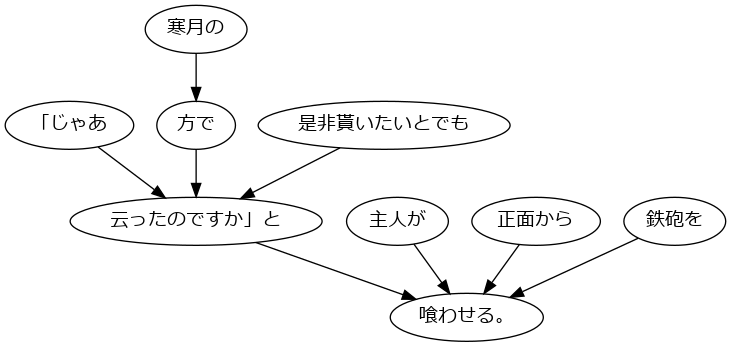 寒月の
「じゃあ
方で
是非貰いたいとでも
云ったのですか」と
主人が
正面から
鉄砲を
喰わせる。